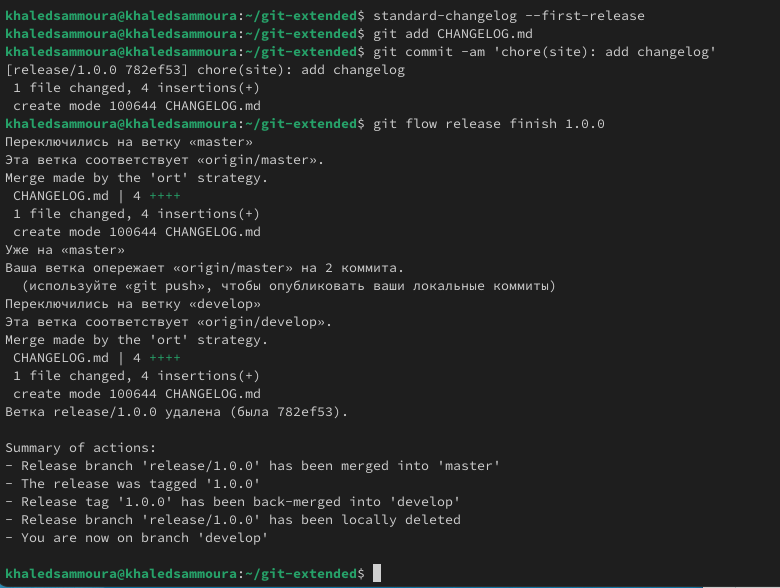 khaledsammoura@khaledsammoura:~/git-extended$ standard-changelog --first-release
khaledsammoura@khaledsammoura:~/git-extended$ git add CHANGELOG.md
khaledsammoura@khaledsammoura:~/git-extended$ git commit -am 'chore(site): add changelog'
[release/1.0.0 782ef53] chore(site): add changelog
 1 file changed, 4 insertions(+)
 create mode 100644 CHANGELOG.md
khaledsammoura@khaledsammoura:~/git-extended$ git flow release finish 1.0.0
Переключились на ветку «master»
Эта ветка соответствует «origin/master».
Merge made by the 'ort' strategy.
 CHANGELOG.md | 4 ++++
 1 file changed, 4 insertions(+)
 create mode 100644 CHANGELOG.md
Уже на «master»
Ваша ветка опережает «origin/master» на 2 коммита.
  (используйте «git push», чтобы опубликовать ваши локальные коммиты)
Переключились на ветку «develop»
Эта ветка соответствует «origin/develop».
Merge made by the 'ort' strategy.
 CHANGELOG.md | 4 ++++
 1 file changed, 4 insertions(+)
 create mode 100644 CHANGELOG.md
Ветка release/1.0.0 удалена (была 782ef53).

Summary of actions:
- Release branch 'release/1.0.0' has been merged into 'master'
- The release was tagged '1.0.0'
- Release tag '1.0.0' has been back-merged into 'develop'
- Release branch 'release/1.0.0' has been locally deleted
- You are now on branch 'develop'

khaledsammoura@khaledsammoura:~/git-extended$